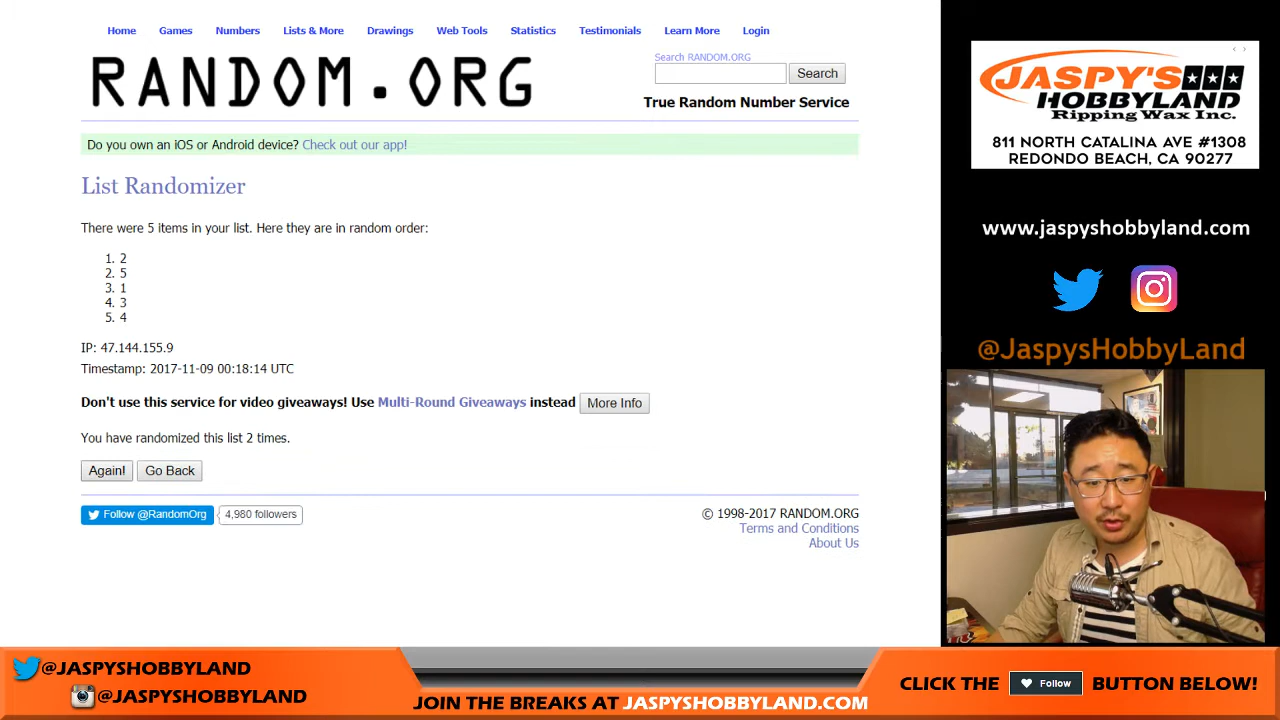 Home Games Numbers Lists & More Drawings Web Tools Statistics Testimonials Learn More Login
RANDOM.ORG
Search RANDOM.ORG
Search
True Random Number Service
Do you own an iOS or Android device? Check out our app!
List Randomizer
There were 5 items in your list. Here they are in random order:
1. 2
2. 5
3. 1
4. 3
5. 4
IP: 47.144.155.9
Timestamp: 2017-11-09 00:18:14 UTC
Don't use this service for video giveaways! Use Multi-Round Giveaways instead More Info
You have randomized this list 2 times.
Again! Go Back
Follow @RandomOrg 4,980 followers
© 1998-2017 RANDOM.ORG
Terms and Conditions
About Us
JASPY'S
HOBBYLAND
Ripping Wax Inc.
811 NORTH CATALINA AVE #1308
REDONDO BEACH, CA 90277
www.jaspyshobbyland.com
@JaspysHobbyLand
@JASPYSHOBBYLAND
@JASPYSHOBBYLAND
JOIN THE BREAKS AT JASPYSHOBBYLAND.COM
CLICK THE Follow BUTTON BELOW!